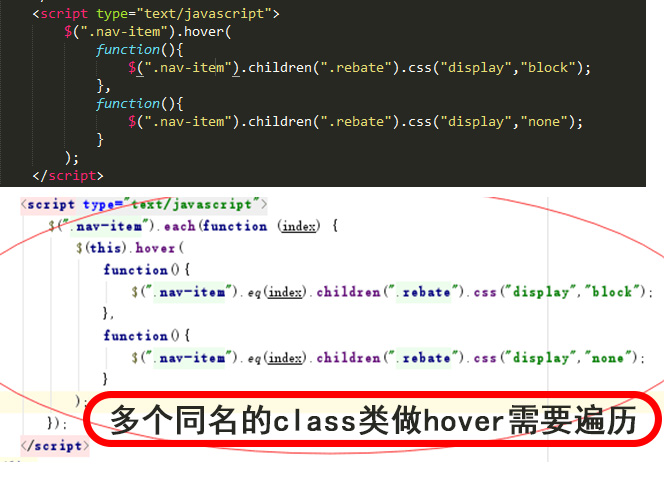 <script type="text/javascript">
$(".nav-item").hover(
function(){
$(".nav-item").children(".rebate").css("display","block");
},
function(){
$(".nav-item").children(".rebate").css("display","none");
}
);
</script>
<script type="text/javascript">
$(".nav-item").each(function (index) {
$(this).hover(
function(){
$(".nav-item").eq(index).children(".rebate").css("display","block");
},
function(){
$(".nav-item").eq(index).children(".rebate").css("display","none");
}
);
多个同名的class类做hover需要遍历
});
</script>